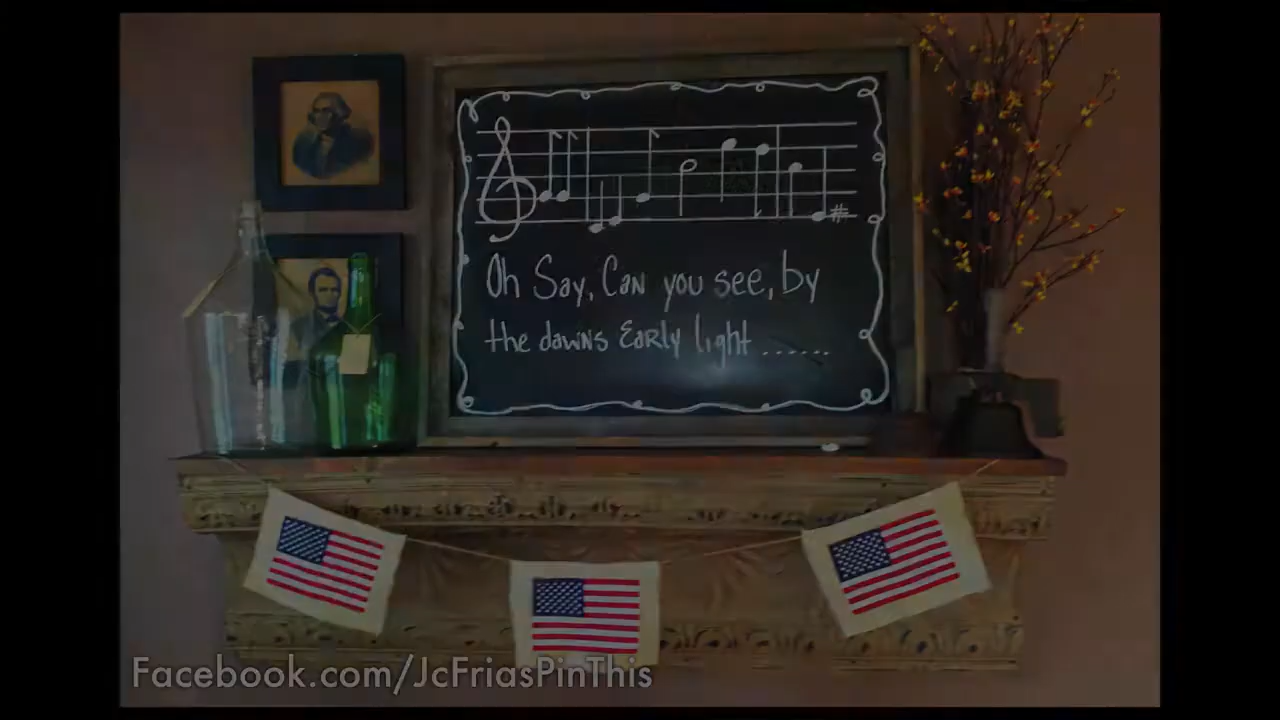 Oh Say, Can you see, by
the dawns Early light ......
Facebook.com/JcFriasPinThis